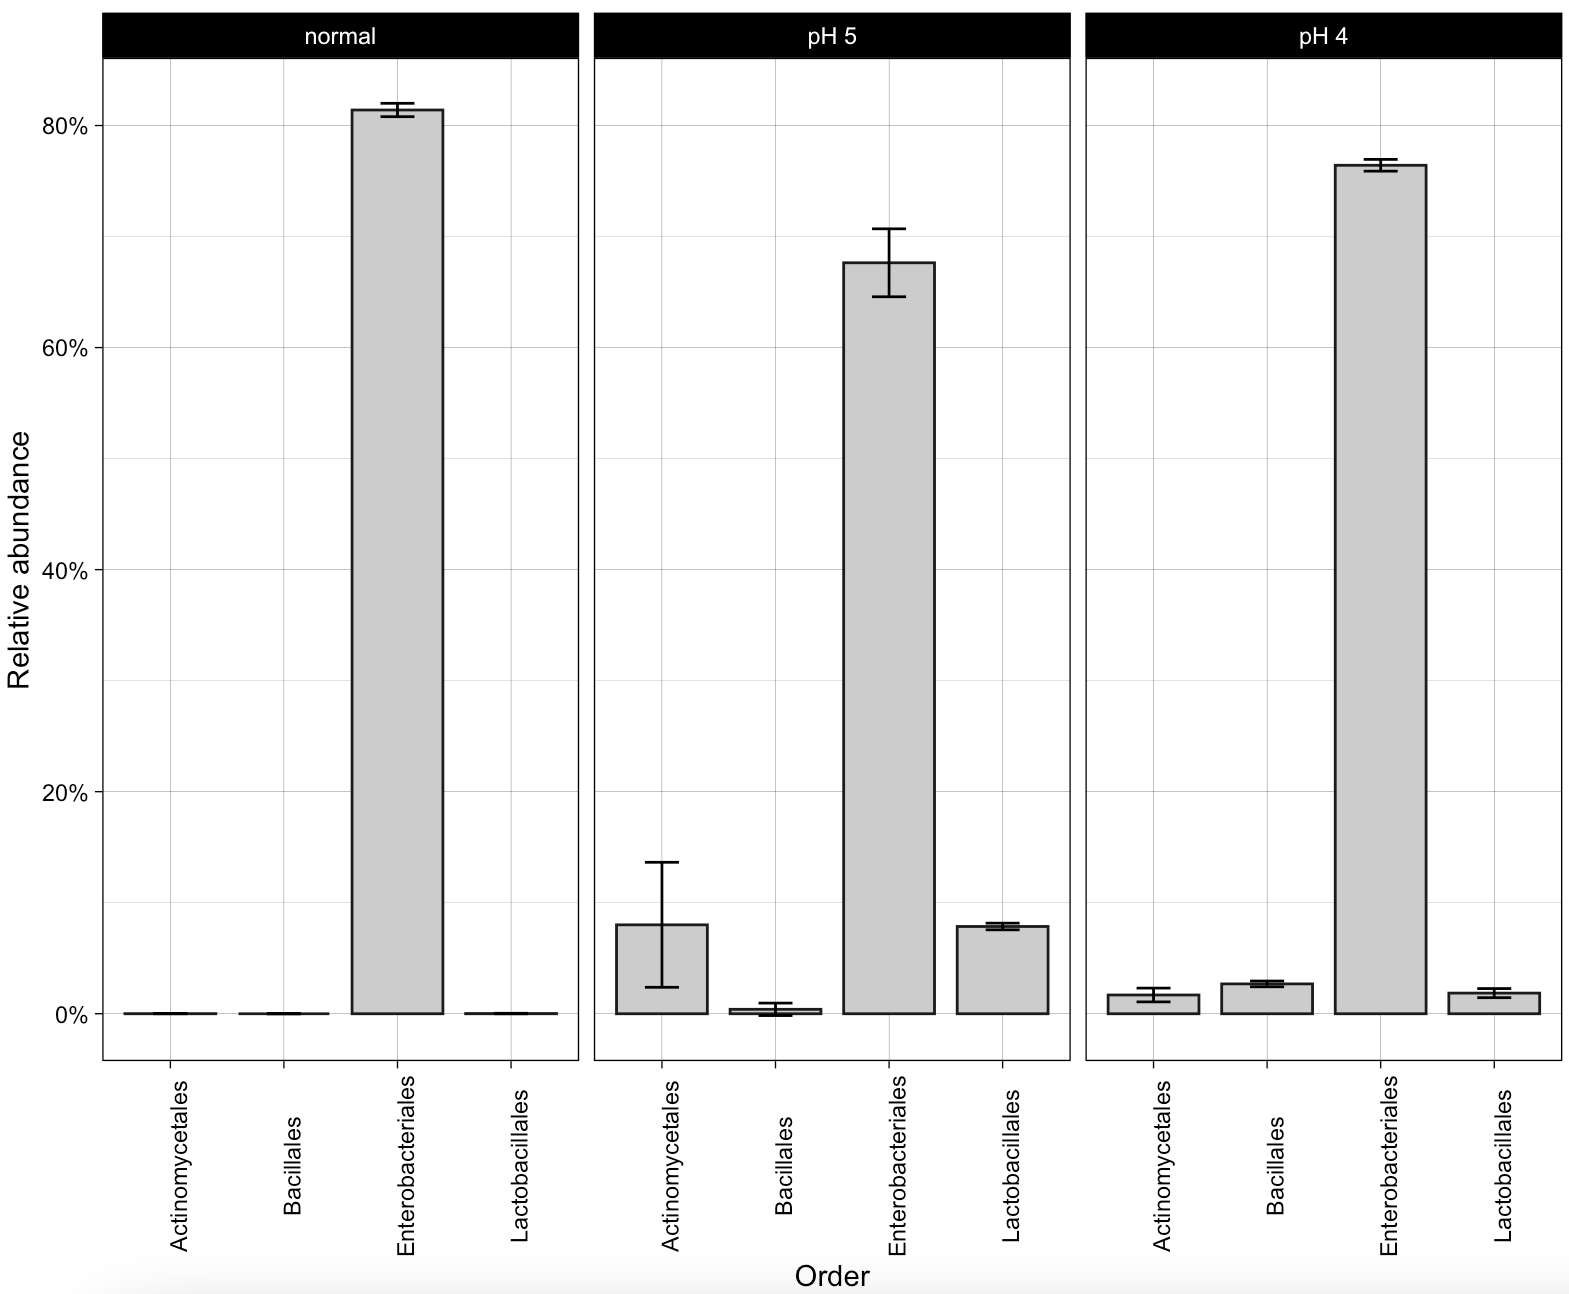 normal
pH 5
pH 4
Relative abundance
80%
60%
40%
20%
0%
Actinomycetales
Bacillales
Enterobacteriales
Lactobacillales
Actinomycetales
Bacillales
Enterobacteriales
Lactobacillales
Actinomycetales
Bacillales
Enterobacteriales
Lactobacillales
Order